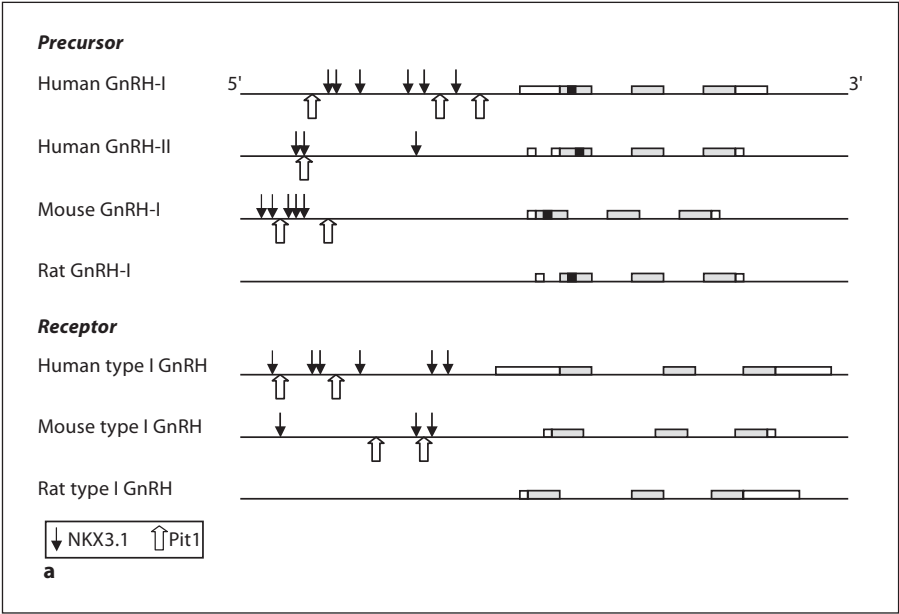 Precursor
Human GnRH-I 5' 3'
Human GnRH-II
Mouse GnRH-I
Rat GnRH-I
Receptor
Human type I GnRH
Mouse type I GnRH
Rat type I GnRH
NKX3.1 Pit1
a